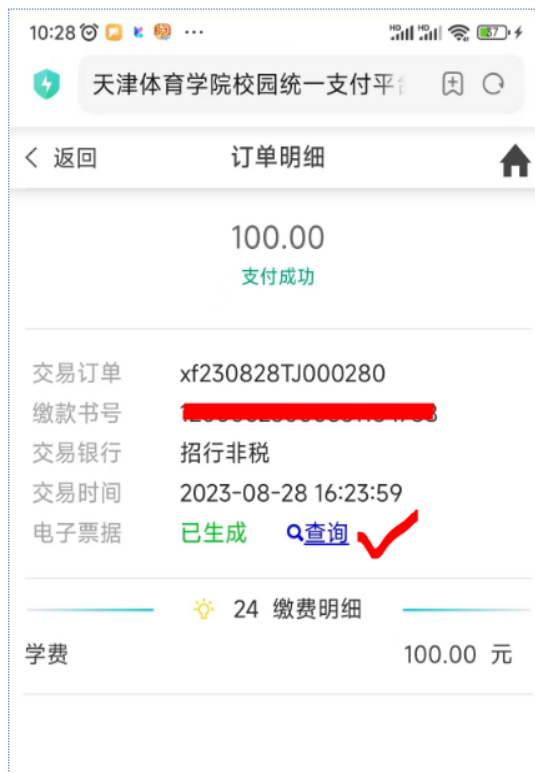 10:28 ... 37
天津体育学院校园统一支付平
返回 订单明细
100.00
支付成功
交易订单 xf230828TJ000280
缴款书号
交易银行 招行非税
交易时间 2023-08-28 16:23:59
电子票据 已生成 查询
24 缴费明细
学费 100.00 元